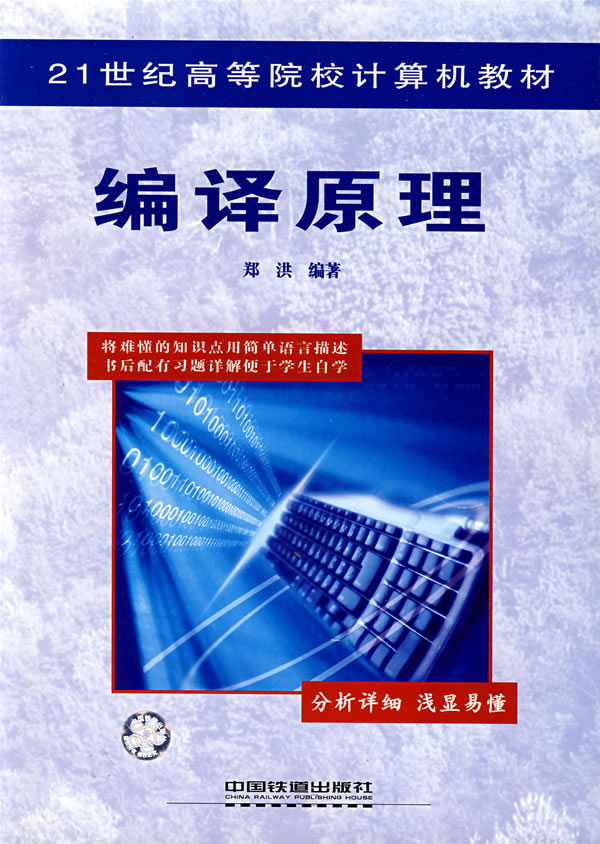 21世纪高等院校计算机教材
编译原理
郑 洪 编著
将难懂的知识点用简单语言描述
书后配有习题详解便于学生自学
分析详细 浅显易懂
中国铁道出版社
CHINA RAILWAY PUBLISHING HOUSE